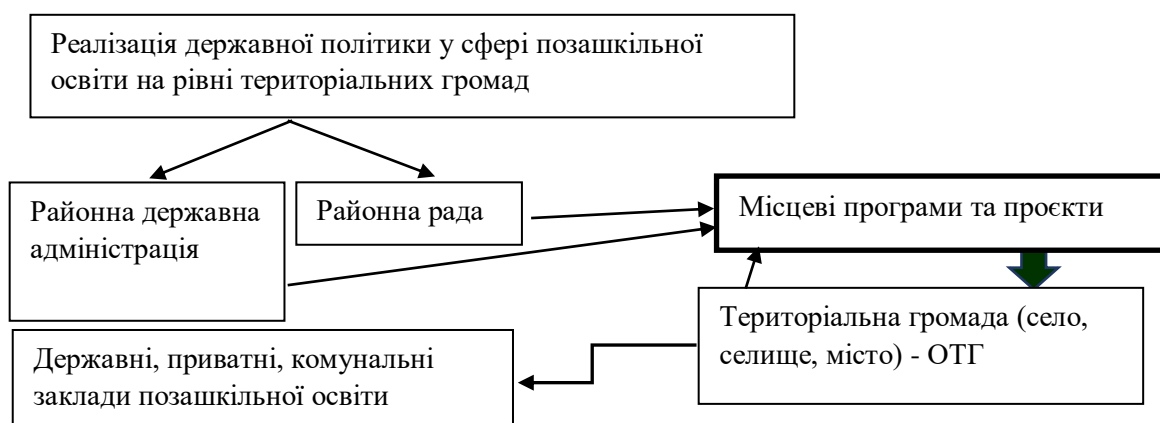 Реалізація державної політики у сфері позашкільної
освіти на рівні територіальних громад
Районна державна
адміністрація
Районна рада
Місцеві програми та проєкти
Територіальна громада (село,
селище, місто) - ОТГ
Державні, приватні, комунальні
заклади позашкільної освіти